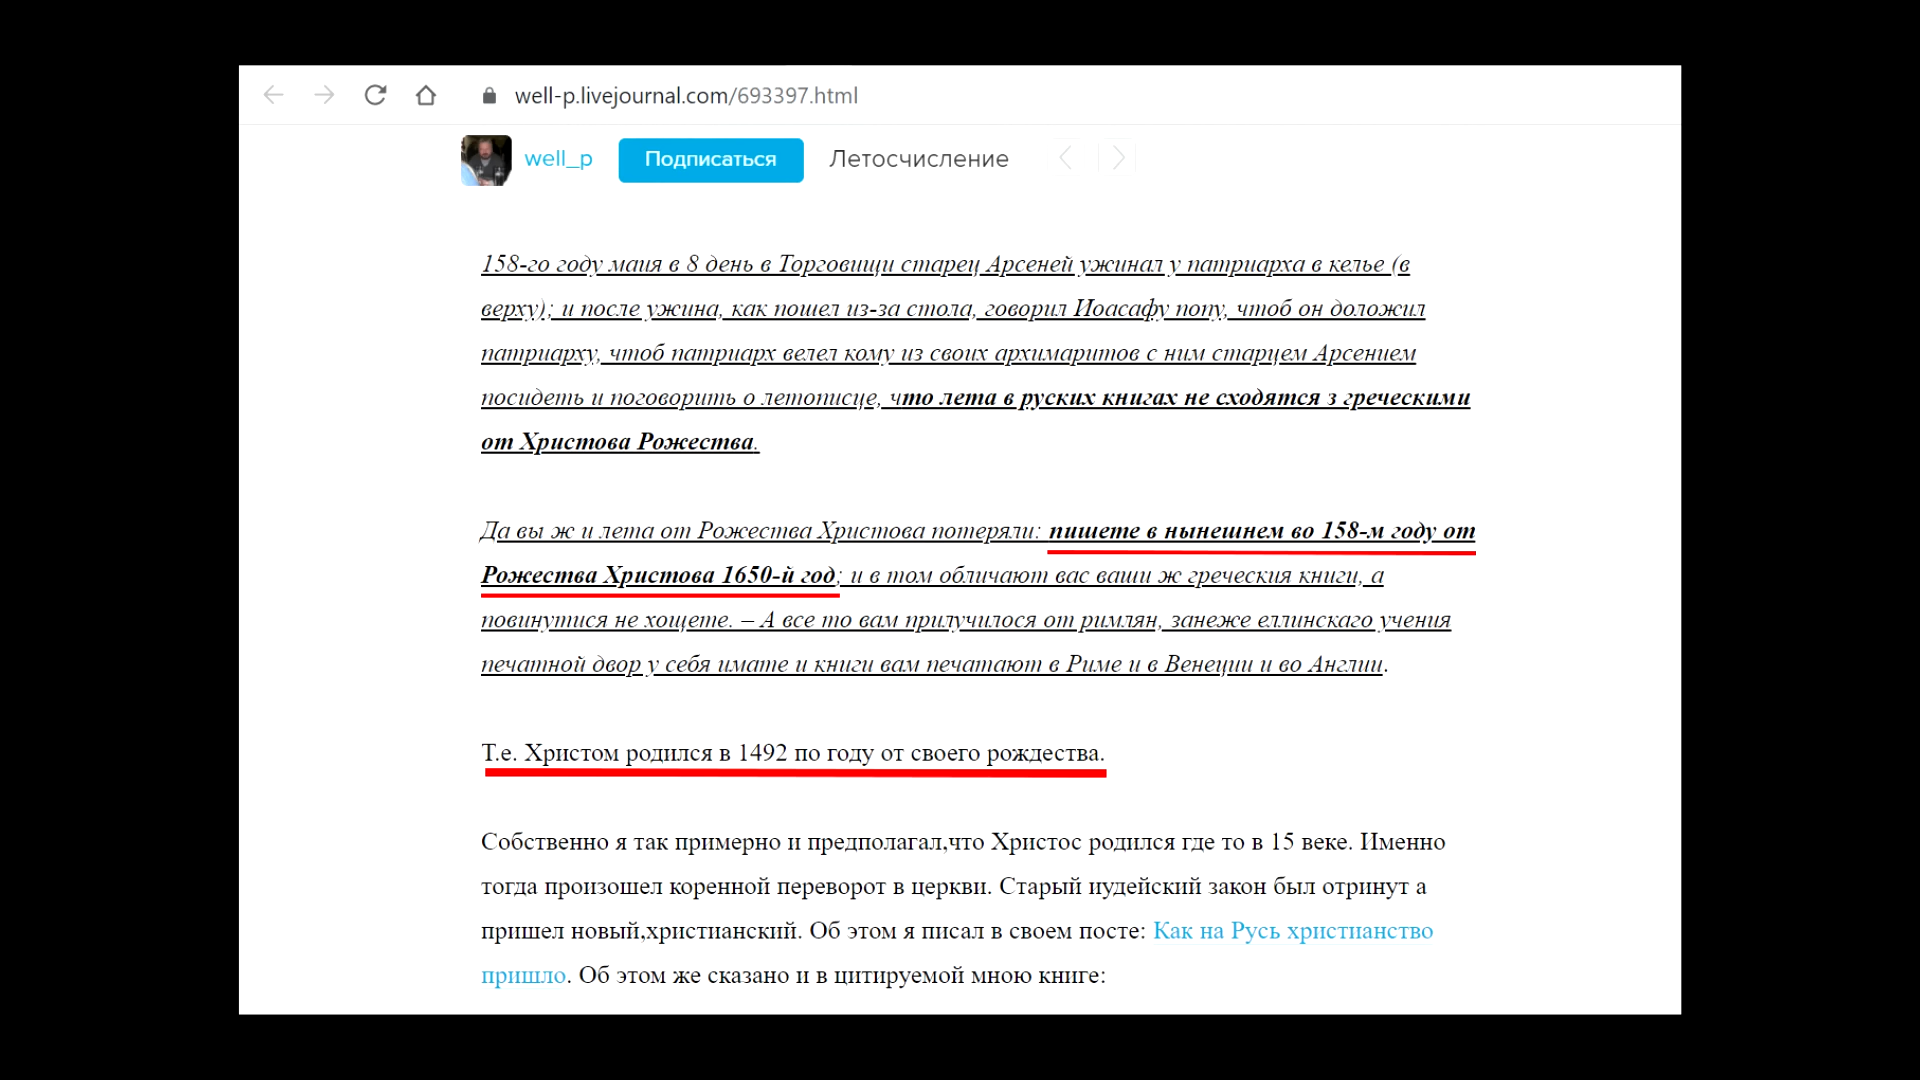 well-p.livejournal.com/693397.html
well_p Подписаться Летосчисление
158-го году маия в 8 день в Торговищи старец Арсеней ужинал у патриарха в келье (в
верху); и после ужина, как пошел из-за стола, говорил Иоасафу попу, чтоб он доложил
патриарху, чтоб патриарх велел кому из своих архимаритов с ним старцем Арсением
посидеть и поговорить о летописце, что лета в руских книгах не сходятся з греческими
от Христова Рожества.
Да вы ж и лета от Рожества Христова потеряли: пишете в нынешнем во 158-м году от
Рожества Христова 1650-й год; и в том обличают вас ваши ж греческия книги, а
повинутися не хощете. – А все то вам прилучилося от римлян, занеже еллинскаго учения
печатной двор у себя имате и книги вам печатают в Риме и в Венеции и во Англии.
Т.е. Христом родился в 1492 по году от своего рождества.
Собственно я так примерно и предполагал,что Христос родился где то в 15 веке. Именно
тогда произошел коренной переворот в церкви. Старый иудейский закон был отринут а
пришел новый,христианский. Об этом я писал в своем посте: Как на Русь христианство
пришло. Об этом же сказано и в цитируемой мною книге: